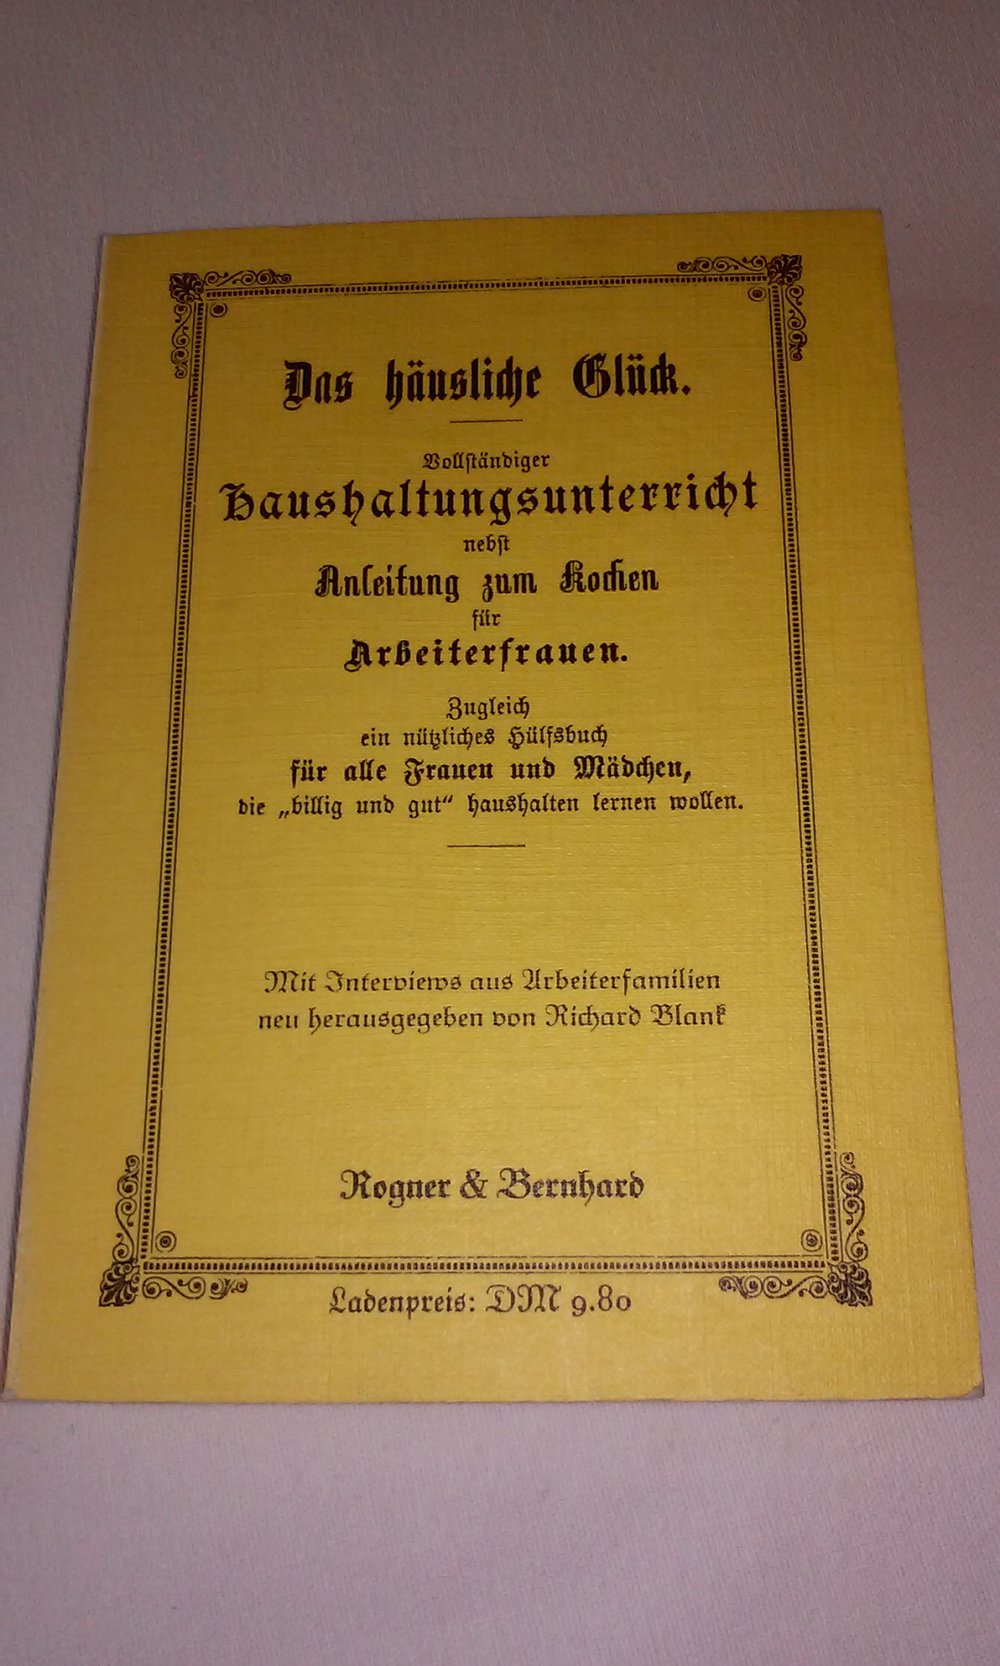 Das häusliche Glück.
Vollständiger
Haushaltungsunterricht
nebst
Anleitung zum Kochen
für
Arbeiterfrauen.
Zugleich
ein nützliches Hülfsbuch
für alle Frauen und Mädchen,
die „billig und gut“ haushalten lernen wollen.
Mit Interviews aus Arbeiterfamilien
neu herausgegeben von Richard Blank
Rogner & Bernhard
Ladenpreis: DM 9.80